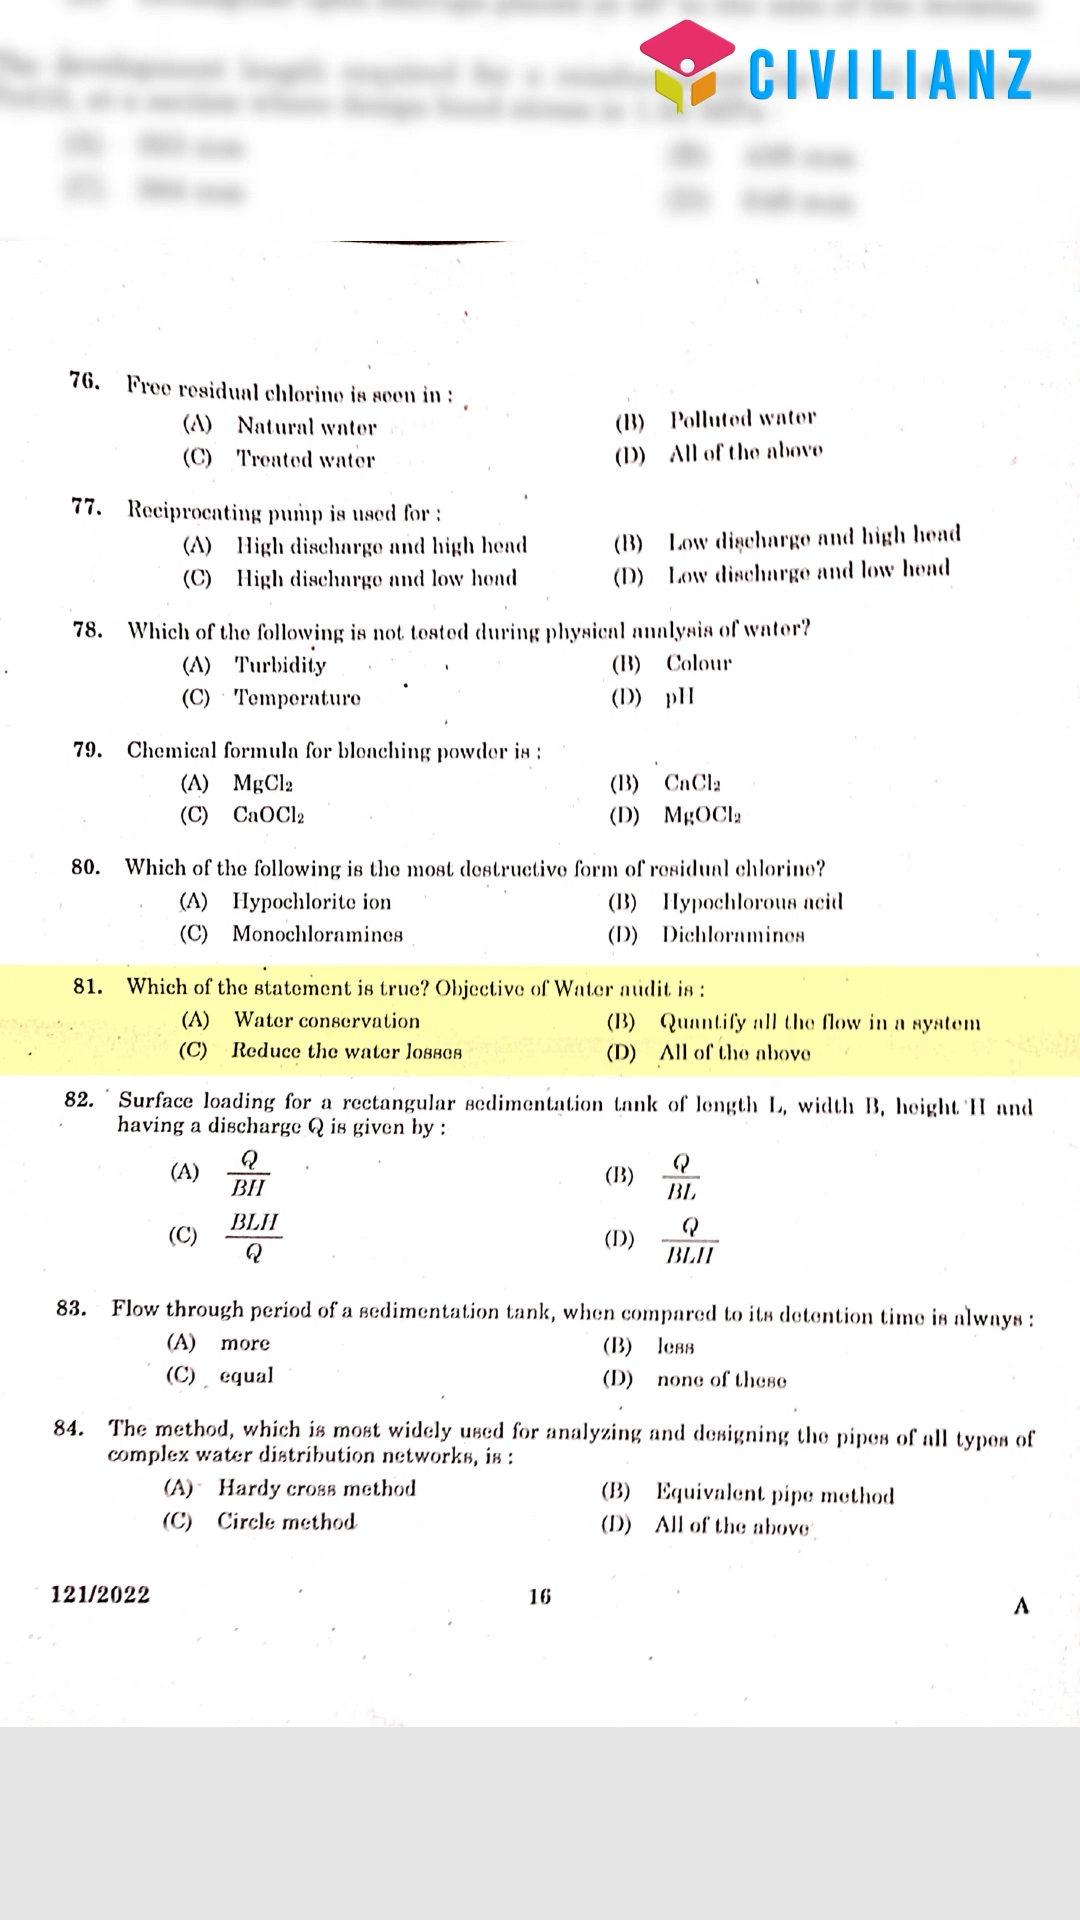 CIVILIANZ
76. Free residual chlorine is seen in :
(A) Natural water (B) Polluted water
(C) Treated water (D) All of the above
77. Reciprocating pump is used for :
(A) High discharge and high head (B) Low discharge and high head
(C) High discharge and low head (D) Low discharge and low head
78. Which of the following is not tested during physical analysis of water?
(A) Turbidity (B) Colour
(C) Temperature (D) pH
79. Chemical formula for bleaching powder is :
(A) MgCl₂ (B) CaCl₂
(C) CaOCl₂ (D) MgOCl₂
80. Which of the following is the most destructive form of residual chlorine?
(A) Hypochlorite ion (B) Hypochlorous acid
(C) Monochloramines (D) Dichloramines
81. Which of the statement is true? Objective of Water audit is :
(A) Water conservation (B) Quantify all the flow in a system
(C) Reduce the water losses (D) All of the above
82. Surface loading for a rectangular sedimentation tank of length L, width B, height H and
having a discharge Q is given by :
(A) Q/BH (B) Q/BL
(C) BLH/Q (D) Q/BLH
83. Flow through period of a sedimentation tank, when compared to its detention time is always :
(A) more (B) less
(C) equal (D) none of these
84. The method, which is most widely used for analyzing and designing the pipes of all types of
complex water distribution networks, is :
(A) Hardy cross method (B) Equivalent pipe method
(C) Circle method (D) All of the above
121/2022 16 A